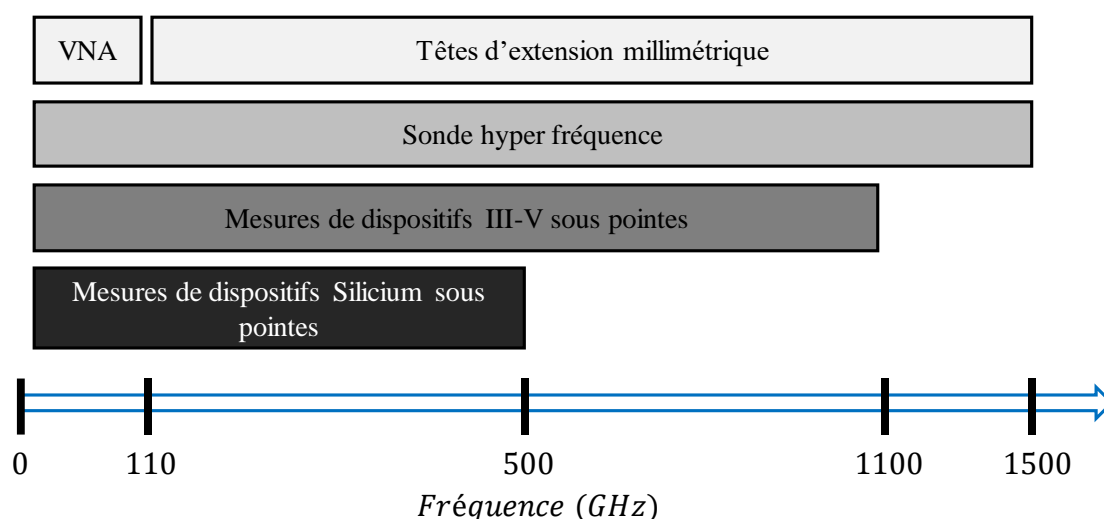 VNA
Têtes d'extension millimétrique
Sonde hyper fréquence
Mesures de dispositifs III-V sous pointes
Mesures de dispositifs Silicium sous
pointes
0 110 500 1100 1500
Fréquence (GHz)